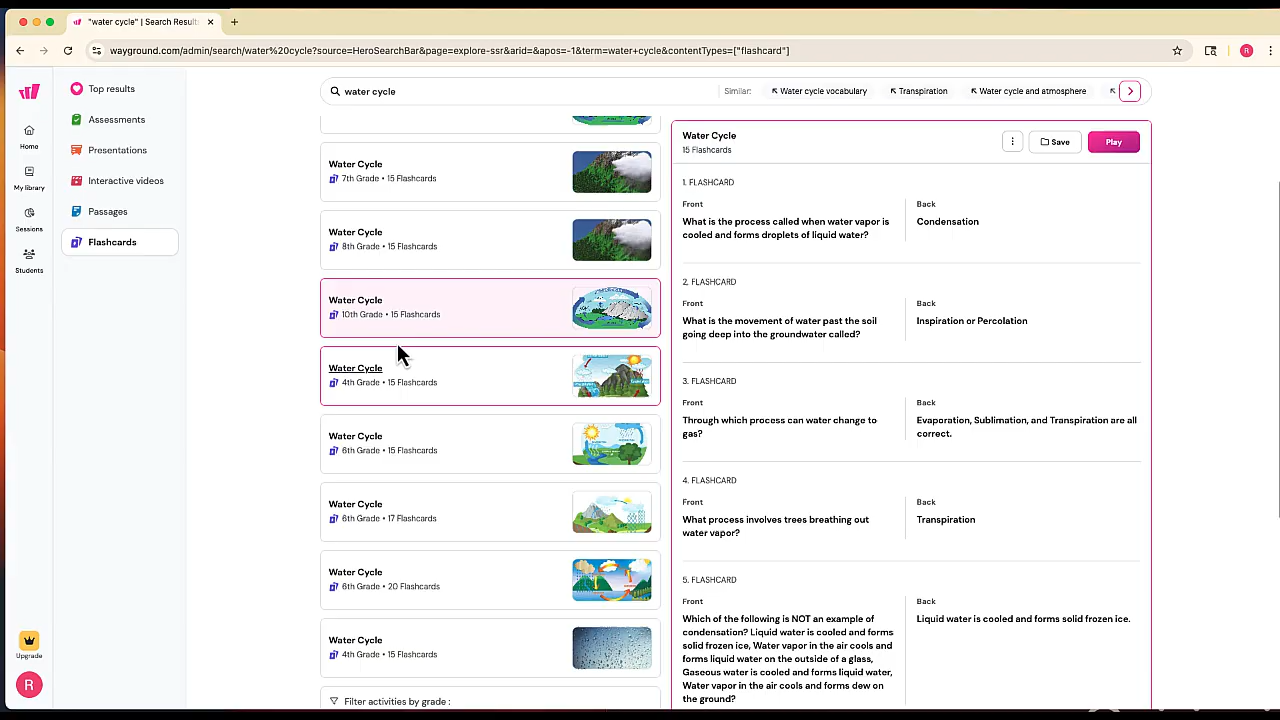 "water cycle" | Search Result
wayground.com/admin/search/water%20cycle?source=HeroSearchBar&page=explore-ssr&arid=&apos=-1&term=water+cycle&contentTypes=["flashcard"]
R
Home
My library
Sessions
Students
Upgrade
R
Top results
Assessments
Presentations
Interactive videos
Passages
Flashcards
water cycle
Similar:
Water cycle vocabulary
Transpiration
Water cycle and atmosphere
Water Cycle
7th Grade • 15 Flashcards
Water Cycle
8th Grade • 15 Flashcards
Water Cycle
10th Grade • 15 Flashcards
Water Cycle
4th Grade • 15 Flashcards
Water Cycle
6th Grade • 15 Flashcards
Water Cycle
6th Grade • 17 Flashcards
Water Cycle
6th Grade • 20 Flashcards
Water Cycle
4th Grade • 15 Flashcards
Filter activities by grade :
Water Cycle
15 Flashcards
Save
Play
1. FLASHCARD
Front
What is the process called when water vapor is
cooled and forms droplets of liquid water?
Back
Condensation
2. FLASHCARD
Front
What is the movement of water past the soil
going deep into the groundwater called?
Back
Inspiration or Percolation
3. FLASHCARD
Front
Through which process can water change to
gas?
Back
Evaporation, Sublimation, and Transpiration are all
correct.
4. FLASHCARD
Front
What process involves trees breathing out
water vapor?
Back
Transpiration
5. FLASHCARD
Front
Which of the following is NOT an example of
condensation? Liquid water is cooled and forms
solid frozen ice, Water vapor in the air cools and
forms liquid water on the outside of a glass,
Gaseous water is cooled and forms liquid water,
Water vapor in the air cools and forms dew on
the ground?
Back
Liquid water is cooled and forms solid frozen ice.